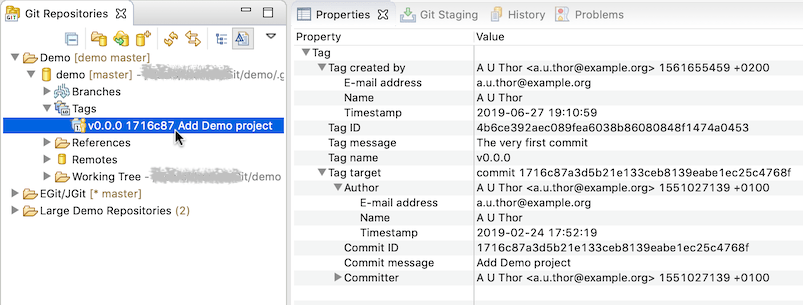 Git Repositories
GIT
Demo [demo master]
demo [master] - it/demo/.g
Branches
Tags
v0.0.0 1716c87 Add Demo project
References
Remotes
Working Tree - it/demo
EGit/JGit [* master]
Large Demo Repositories (2)
Properties Git Staging History Problems
Property Value
Tag
Tag created by A U Thor <a.u.thor@example.org> 1561655459 +0200
E-mail address a.u.thor@example.org
Name A U Thor
Timestamp 2019-06-27 19:10:59
Tag ID 4b6ce392aec089fea6038b86080848f1474a0453
Tag message The very first commit
Tag name v0.0.0
Tag target commit 1716c87a3d5b21e133ceb8139eabe1ec25c4768f
Author A U Thor <a.u.thor@example.org> 1551027139 +0100
E-mail address a.u.thor@example.org
Name A U Thor
Timestamp 2019-02-24 17:52:19
Commit ID 1716c87a3d5b21e133ceb8139eabe1ec25c4768f
Commit message Add Demo project
Committer A U Thor <a.u.thor@example.org> 1551027139 +0100